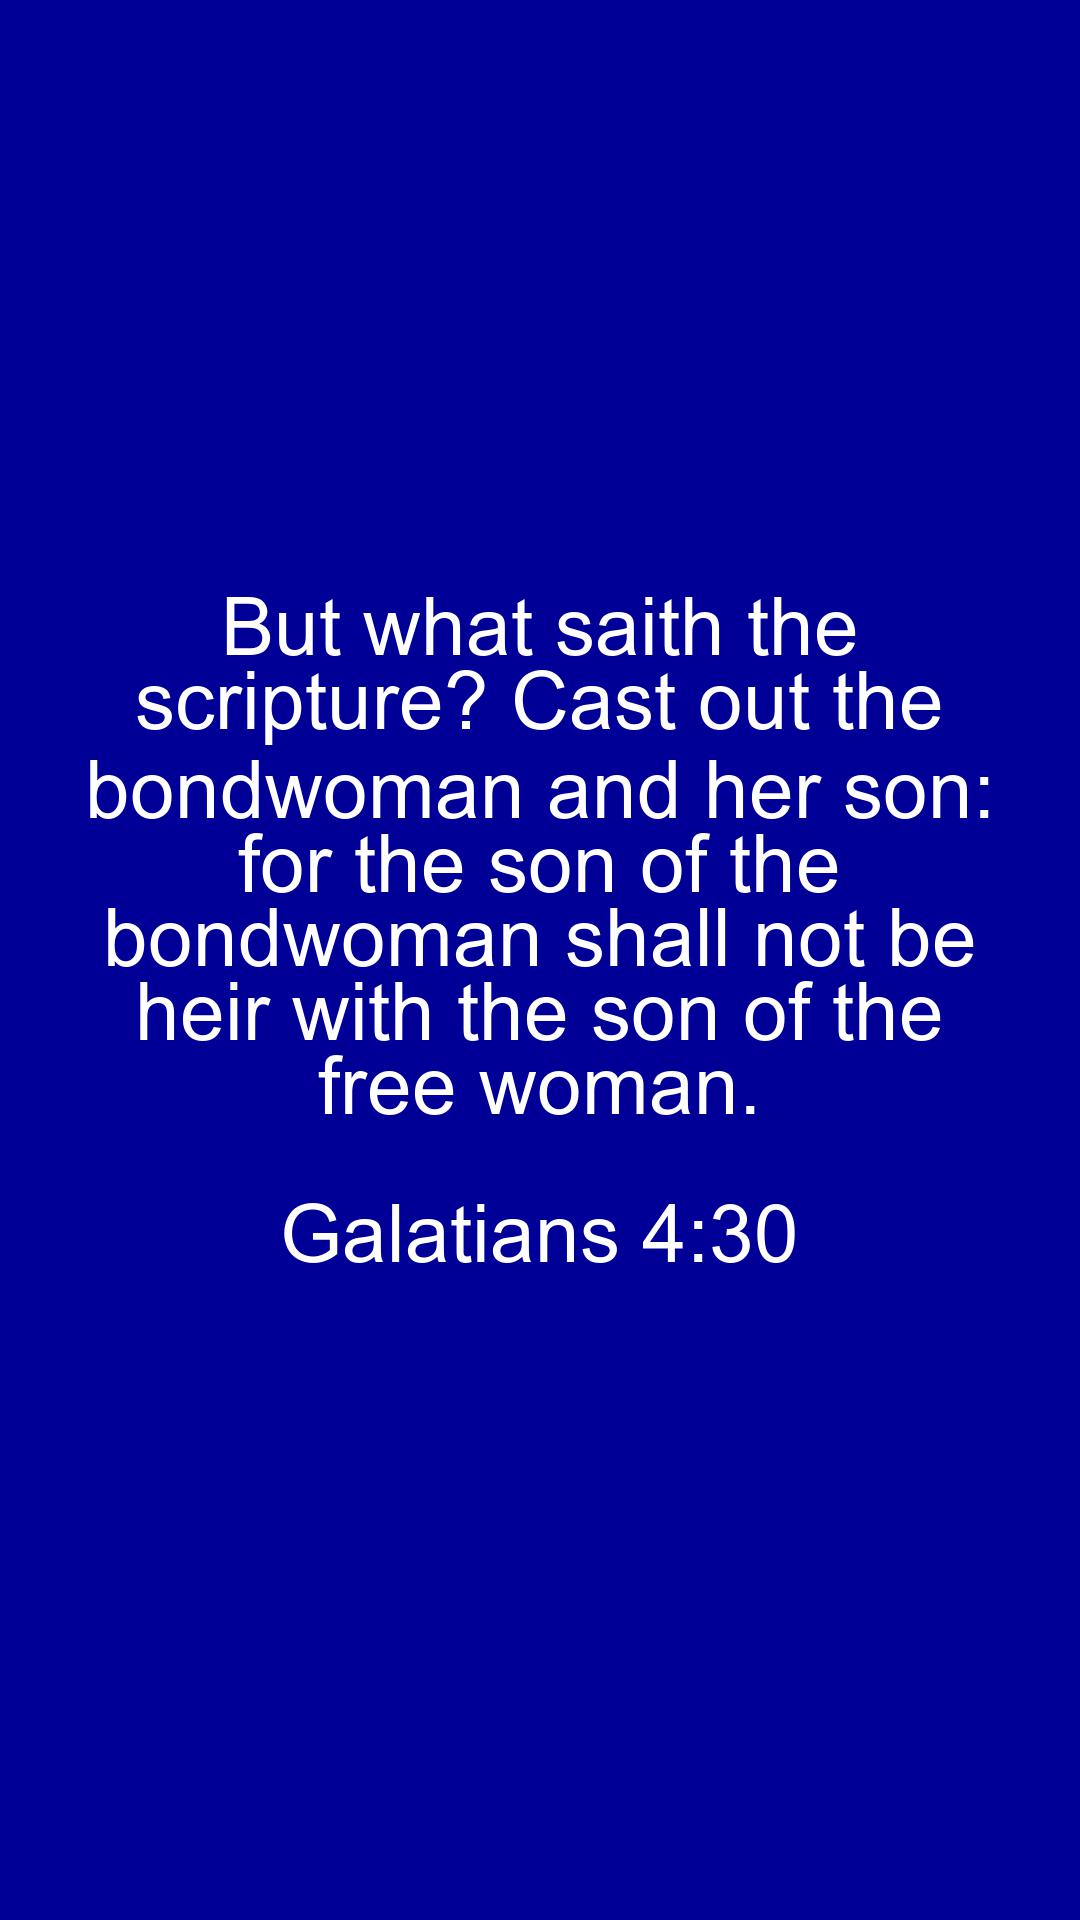 But what saith the
scripture? Cast out the
bondwoman and her son:
for the son of the
bondwoman shall not be
heir with the son of the
free woman.
Galatians 4:30